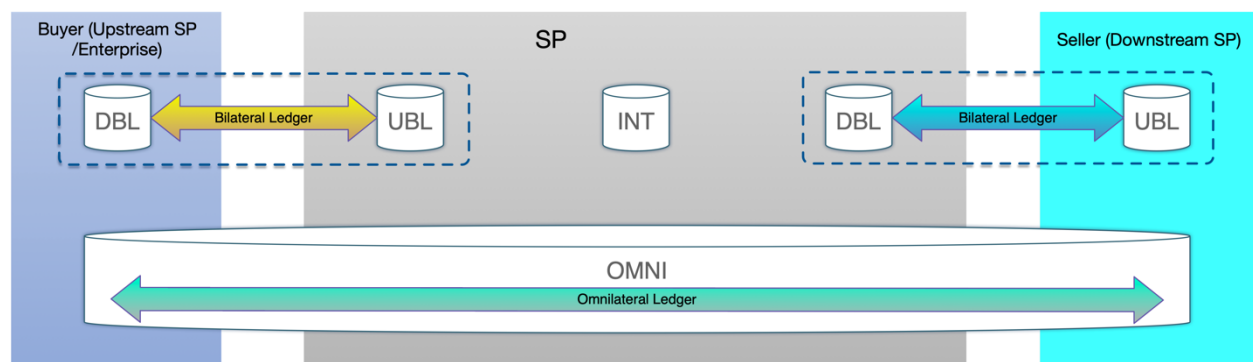 Buyer (Upstream SP
/Enterprise)
SP
Seller (Downstream SP)
DBL
Bilateral Ledger
UBL
INT
DBL
Bilateral Ledger
UBL
OMNI
Omnilateral Ledger